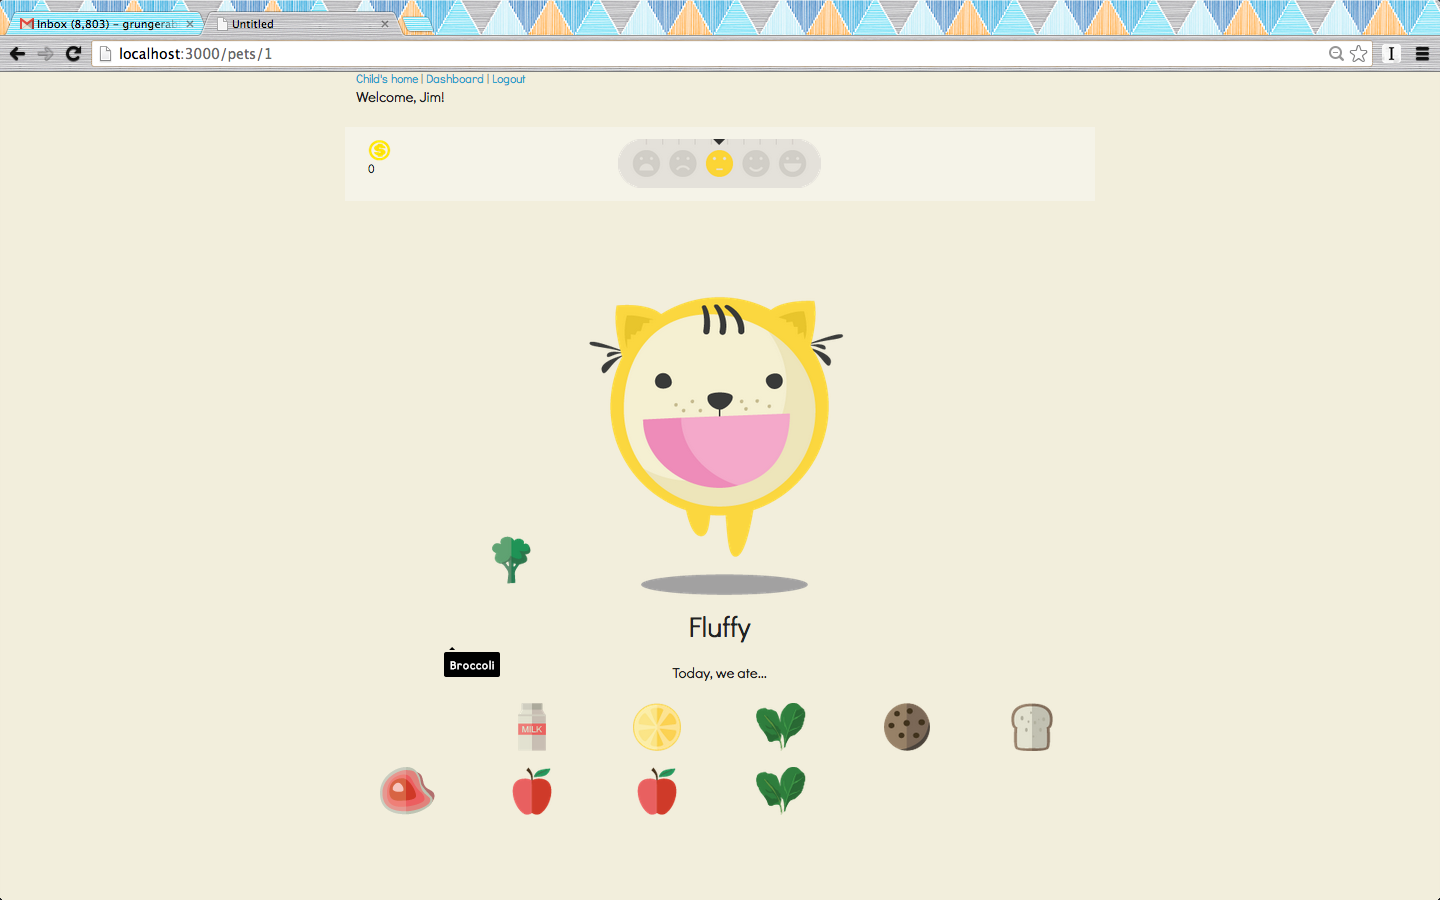 Inbox (8,803) – grungerab
Untitled
localhost:3000/pets/1
Child's home | Dashboard | Logout
Welcome, Jim!
0
Fluffy
Broccoli
Today, we ate...
MILK